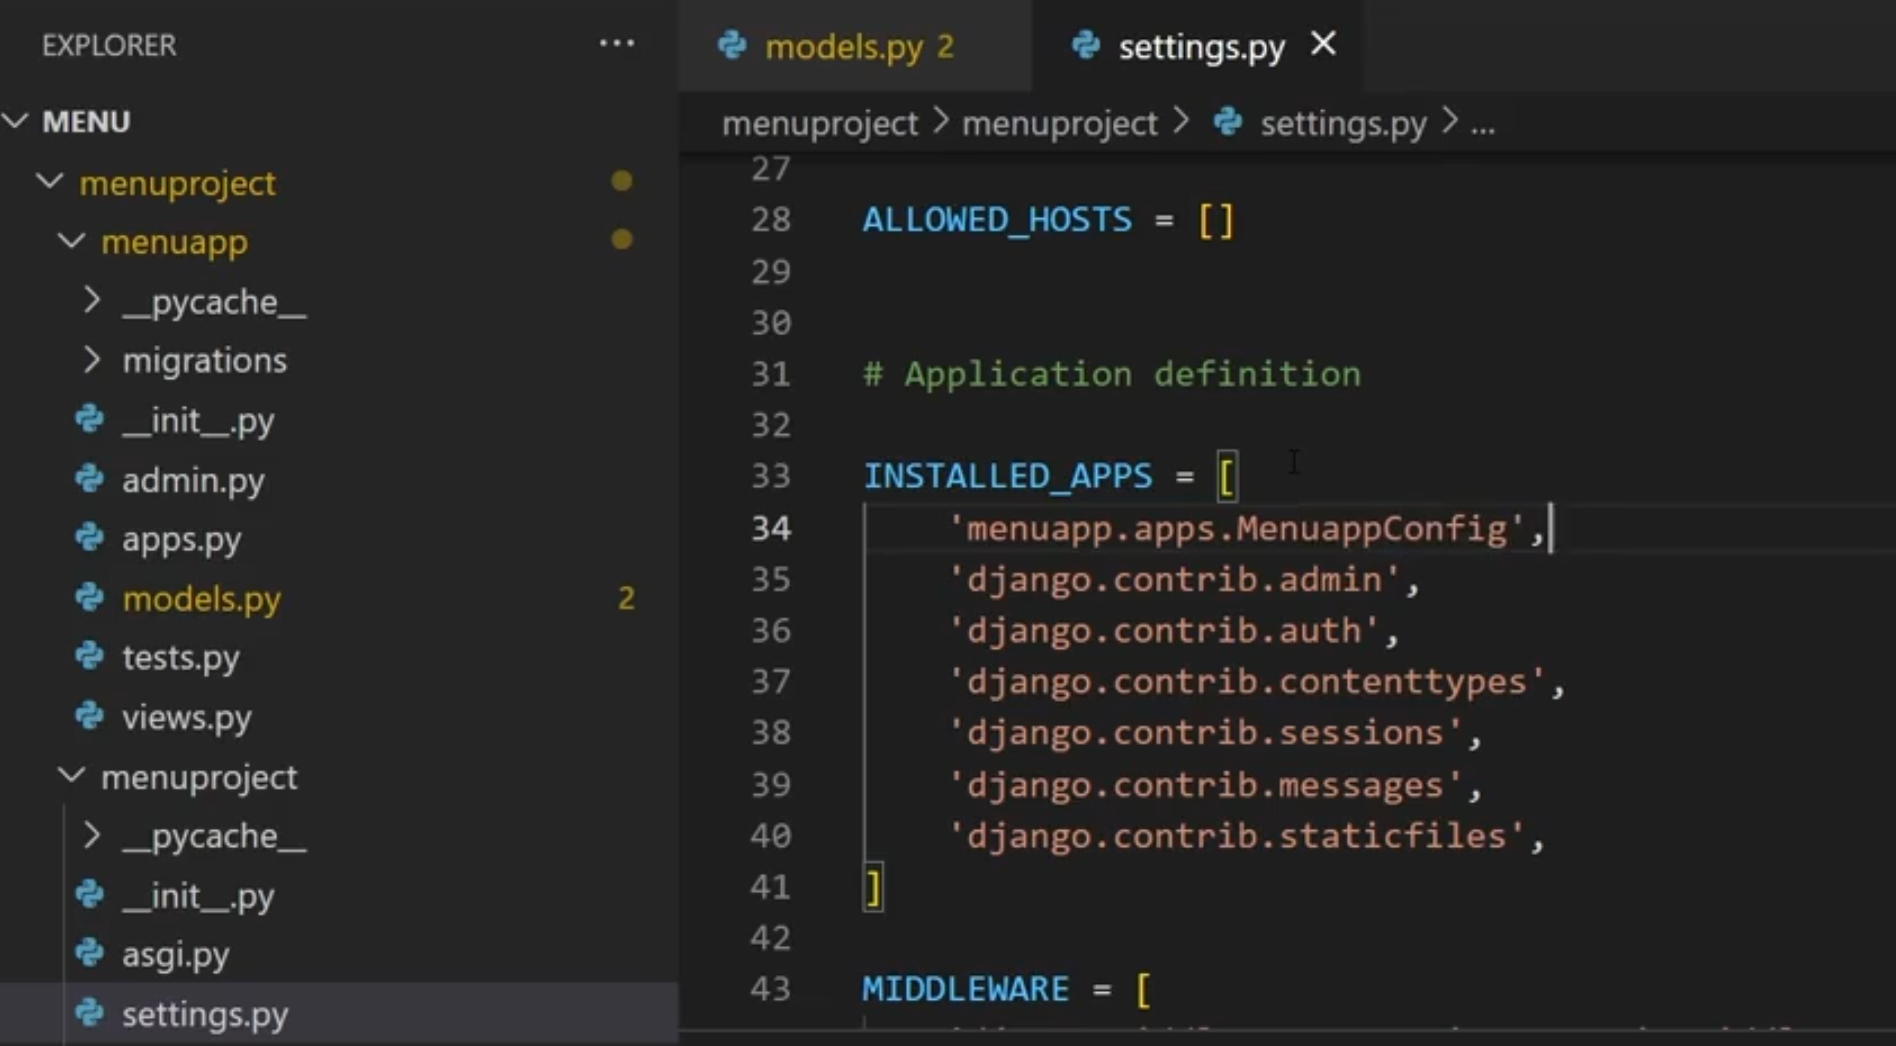 EXPLORER
MENU
menuproject
menuapp
__pycache__
migrations
__init__.py
admin.py
apps.py
models.py 2
tests.py
views.py
menuproject
__pycache__
__init__.py
asgi.py
settings.py
models.py 2
settings.py
menuproject > menuproject > settings.py > ...
27
28 ALLOWED_HOSTS = []
29
30
31 # Application definition
32
33 INSTALLED_APPS = [
34 'menuapp.apps.MenuappConfig',
35 'django.contrib.admin',
36 'django.contrib.auth',
37 'django.contrib.contenttypes',
38 'django.contrib.sessions',
39 'django.contrib.messages',
40 'django.contrib.staticfiles',
41 ]
42
43 MIDDLEWARE = [